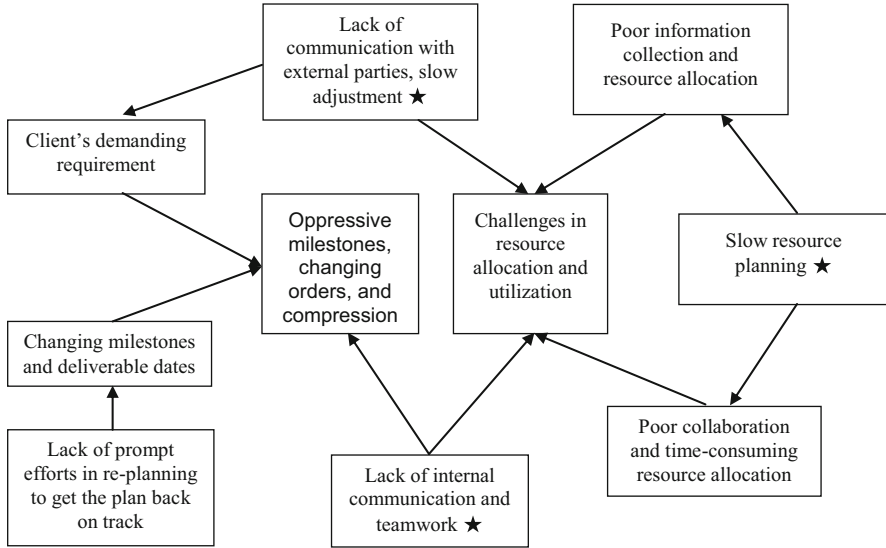 Lack of
communication with
external parties, slow
adjustment ★
Poor information
collection and
resource allocation
Client’s demanding
requirement
Oppressive
milestones,
changing
orders, and
compression
Challenges in
resource
allocation and
utilization
Slow resource
planning ★
Changing milestones
and deliverable dates
Lack of prompt
efforts in re-planning
to get the plan back
on track
Lack of internal
communication and
teamwork ★
Poor collaboration
and time-consuming
resource allocation